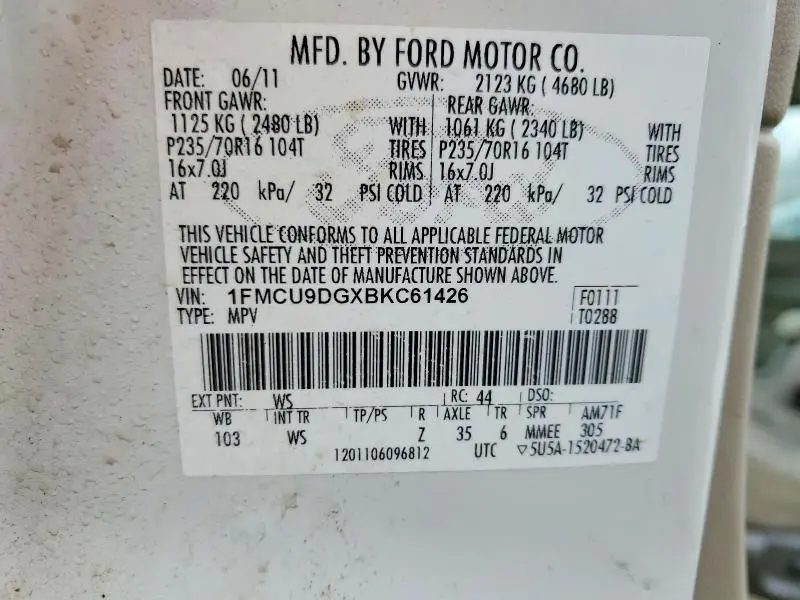 MFD. BY FORD MOTOR CO.
DATE: 06/11 GVWR: 2123 KG ( 4680 LB)
FRONT GAWR: REAR GAWR:
1125 KG ( 2480 LB) WITH 1061 KG ( 2340 LB) WITH
P235/70R16 104T TIRES P235/70R16 104T TIRES
16x7.0J RIMS 16x7.0J RIMS
AT 220 kPa/ 32 PSI COLD AT 220 kPa/ 32 PSI COLD
THIS VEHICLE CONFORMS TO ALL APPLICABLE FEDERAL MOTOR
VEHICLE SAFETY AND THEFT PREVENTION STANDARDS IN
EFFECT ON THE DATE OF MANUFACTURE SHOWN ABOVE.
VIN: 1FMCU9DGXBKC61426 F0111
TYPE: MPV T0288
EXT PNT: WS RC: 44 DSO:
WB INT TR TP/PS R AXLE TR SPR AM71F
103 WS Z 35 6 MMEE 305
1201106096812 UTC ▽5U5A-1520472-BA